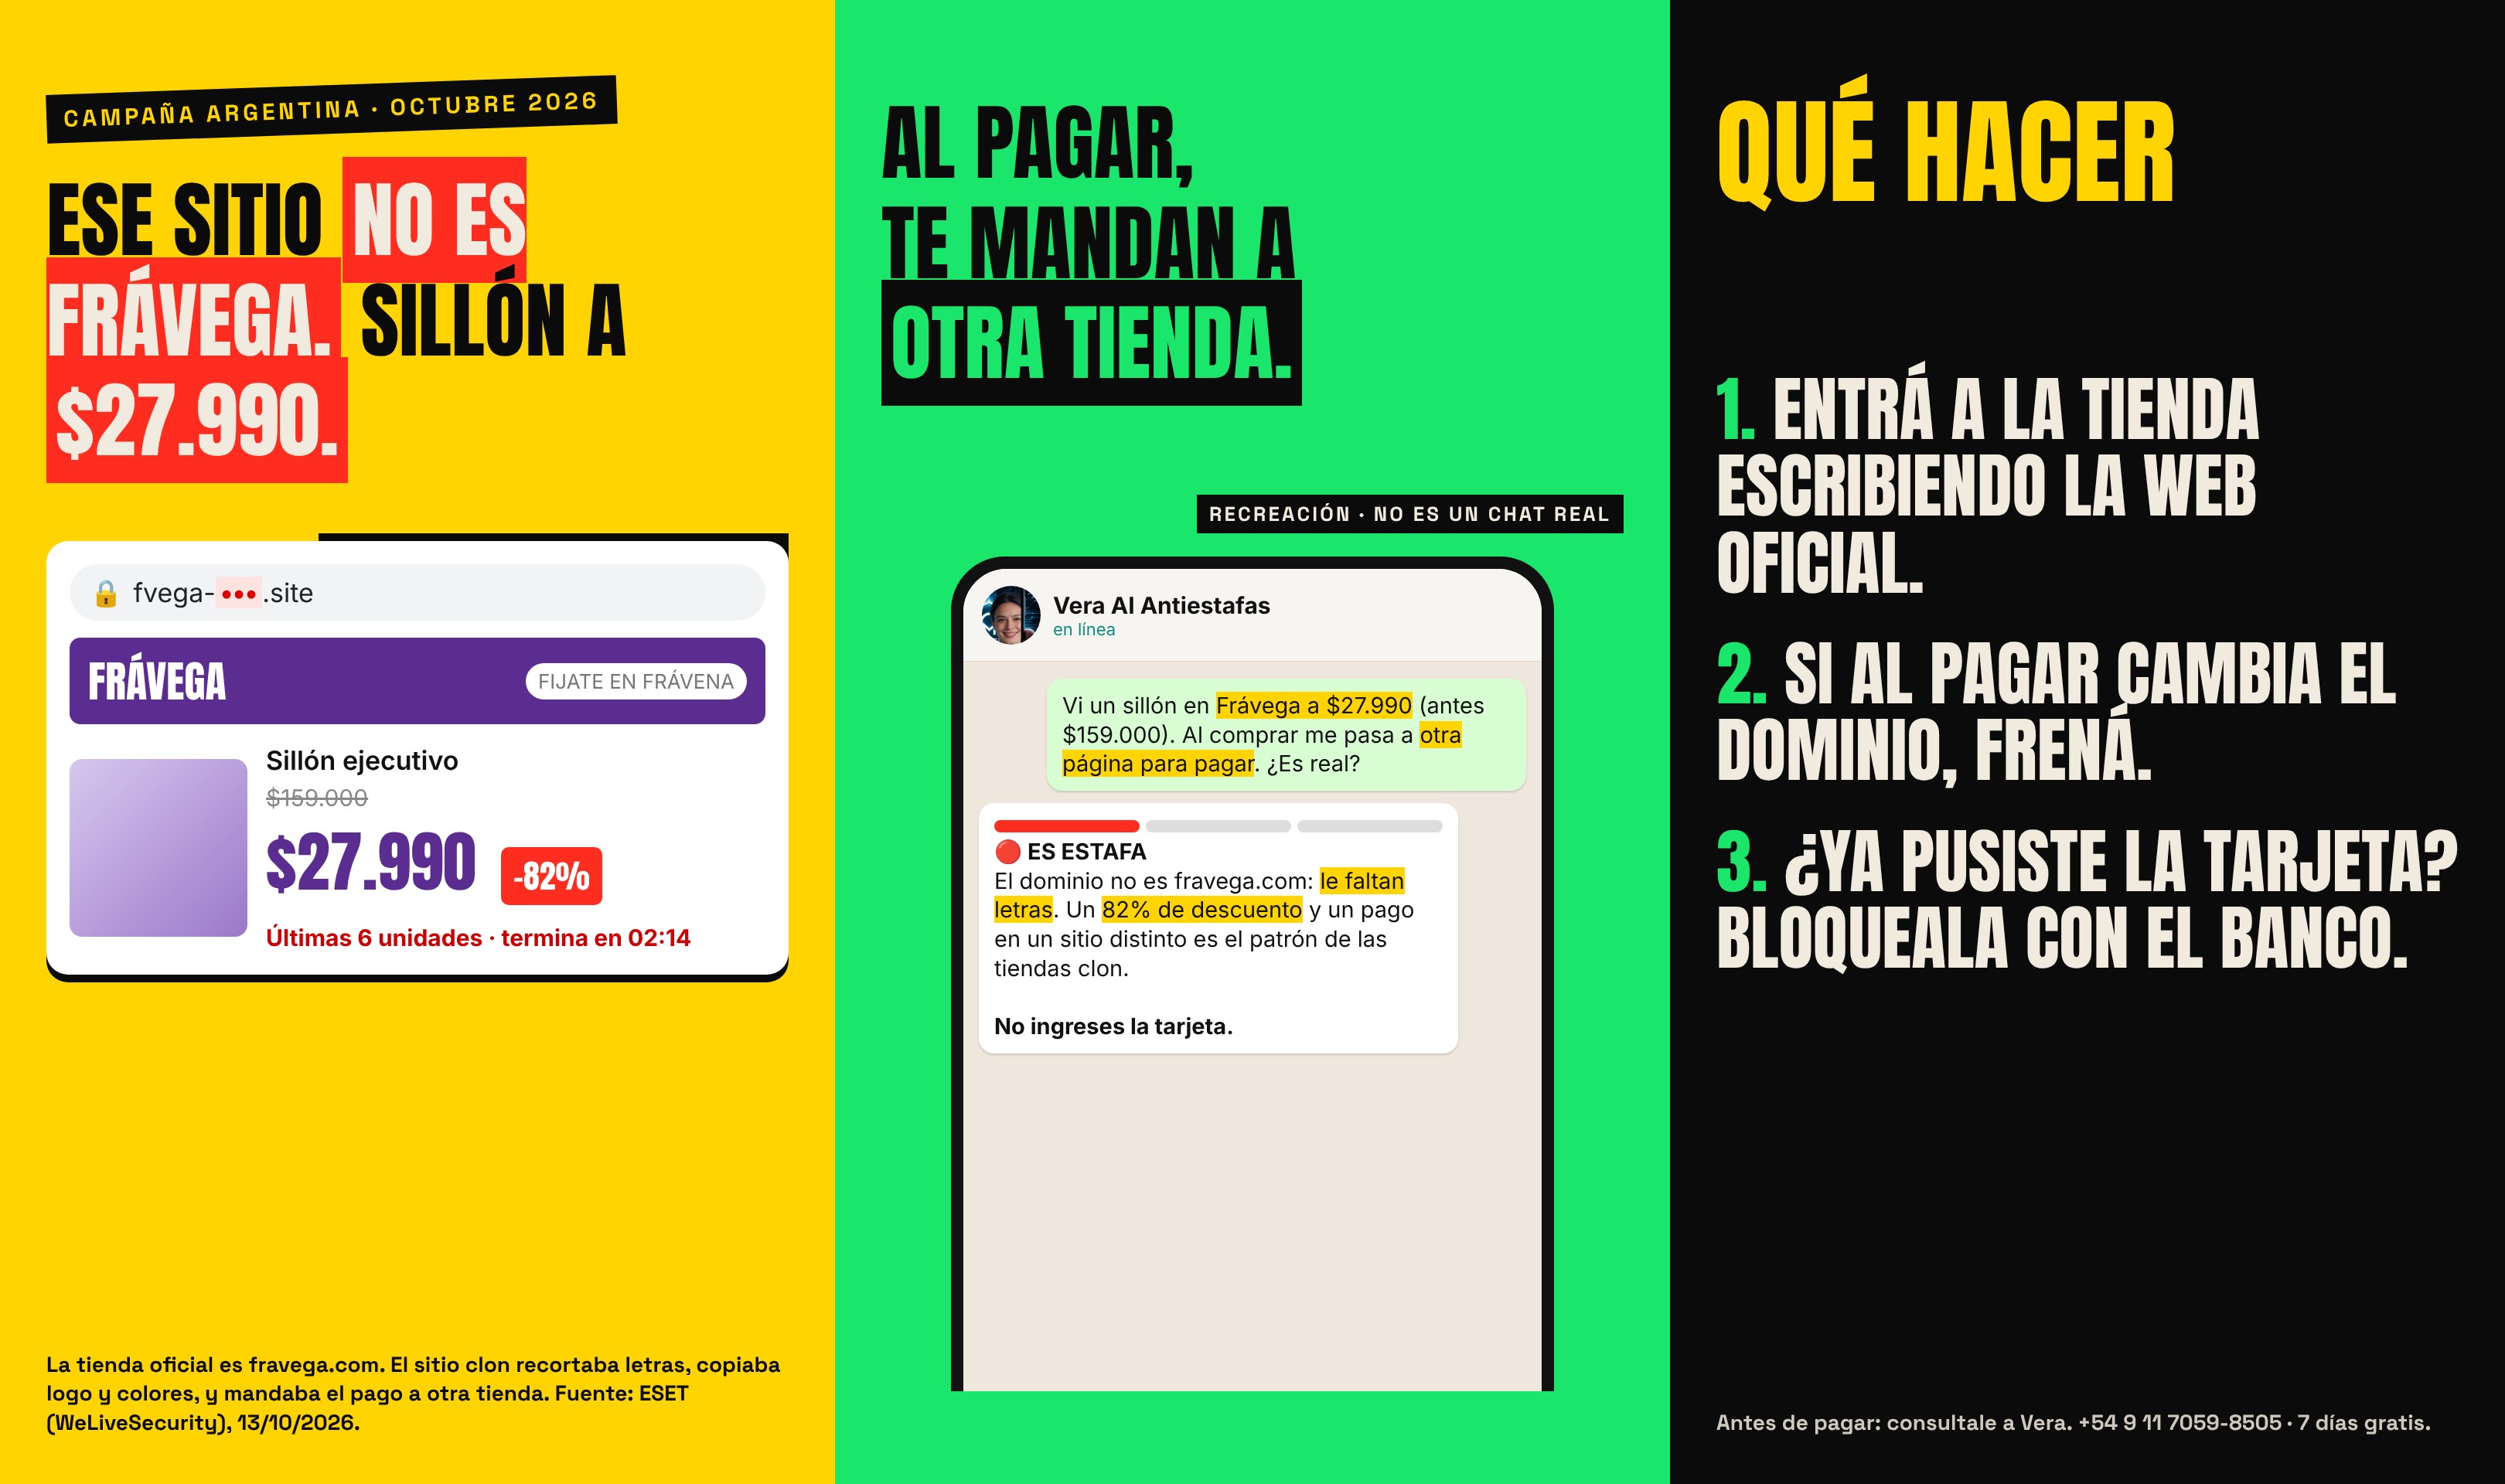 CAMPAÑA ARGENTINA · OCTUBRE 2026
ESE SITIO NO ES
FRÁVEGA. SILLÓN A
$27.990.
🔒 fvega-•••.site
FRÁVEGA
FIJATE EN FRÁVENA
Sillón ejecutivo
$159.000
$27.990
-82%
Últimas 6 unidades · termina en 02:14
La tienda oficial es fravega.com. El sitio clon recortaba letras, copiaba
logo y colores, y mandaba el pago a otra tienda. Fuente: ESET
(WeLiveSecurity), 13/10/2026.
AL PAGAR,
TE MANDAN A
OTRA TIENDA.
RECREACIÓN · NO ES UN CHAT REAL
Vera AI Antiestafas
en línea
Vi un sillón en Frávega a $27.990 (antes
$159.000). Al comprar me pasa a otra
página para pagar. ¿Es real?
🔴 ES ESTAFA
El dominio no es fravega.com: le faltan
letras. Un 82% de descuento y un pago
en un sitio distinto es el patrón de las
tiendas clon.
No ingreses la tarjeta.
QUÉ HACER
1. ENTRÁ A LA TIENDA
ESCRIBIENDO LA WEB
OFICIAL.
2. SI AL PAGAR CAMBIA EL
DOMINIO, FRENÁ.
3. ¿YA PUSISTE LA TARJETA?
BLOQUEALA CON EL BANCO.
Antes de pagar: consultale a Vera. +54 9 11 7059-8505 · 7 días gratis.